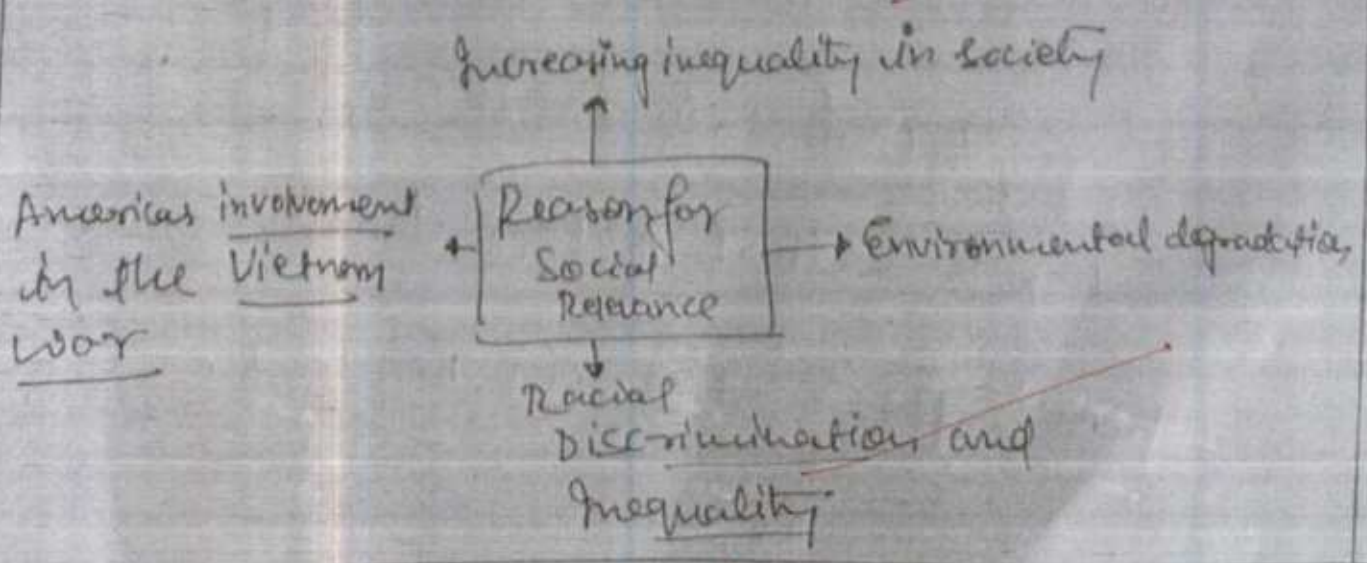 Increasing inequality in society
Americas involvement
in the Vietnam
war
Reason for
Social
Relevance
Environmental degradation
Racial
Discrimination and
Inequality